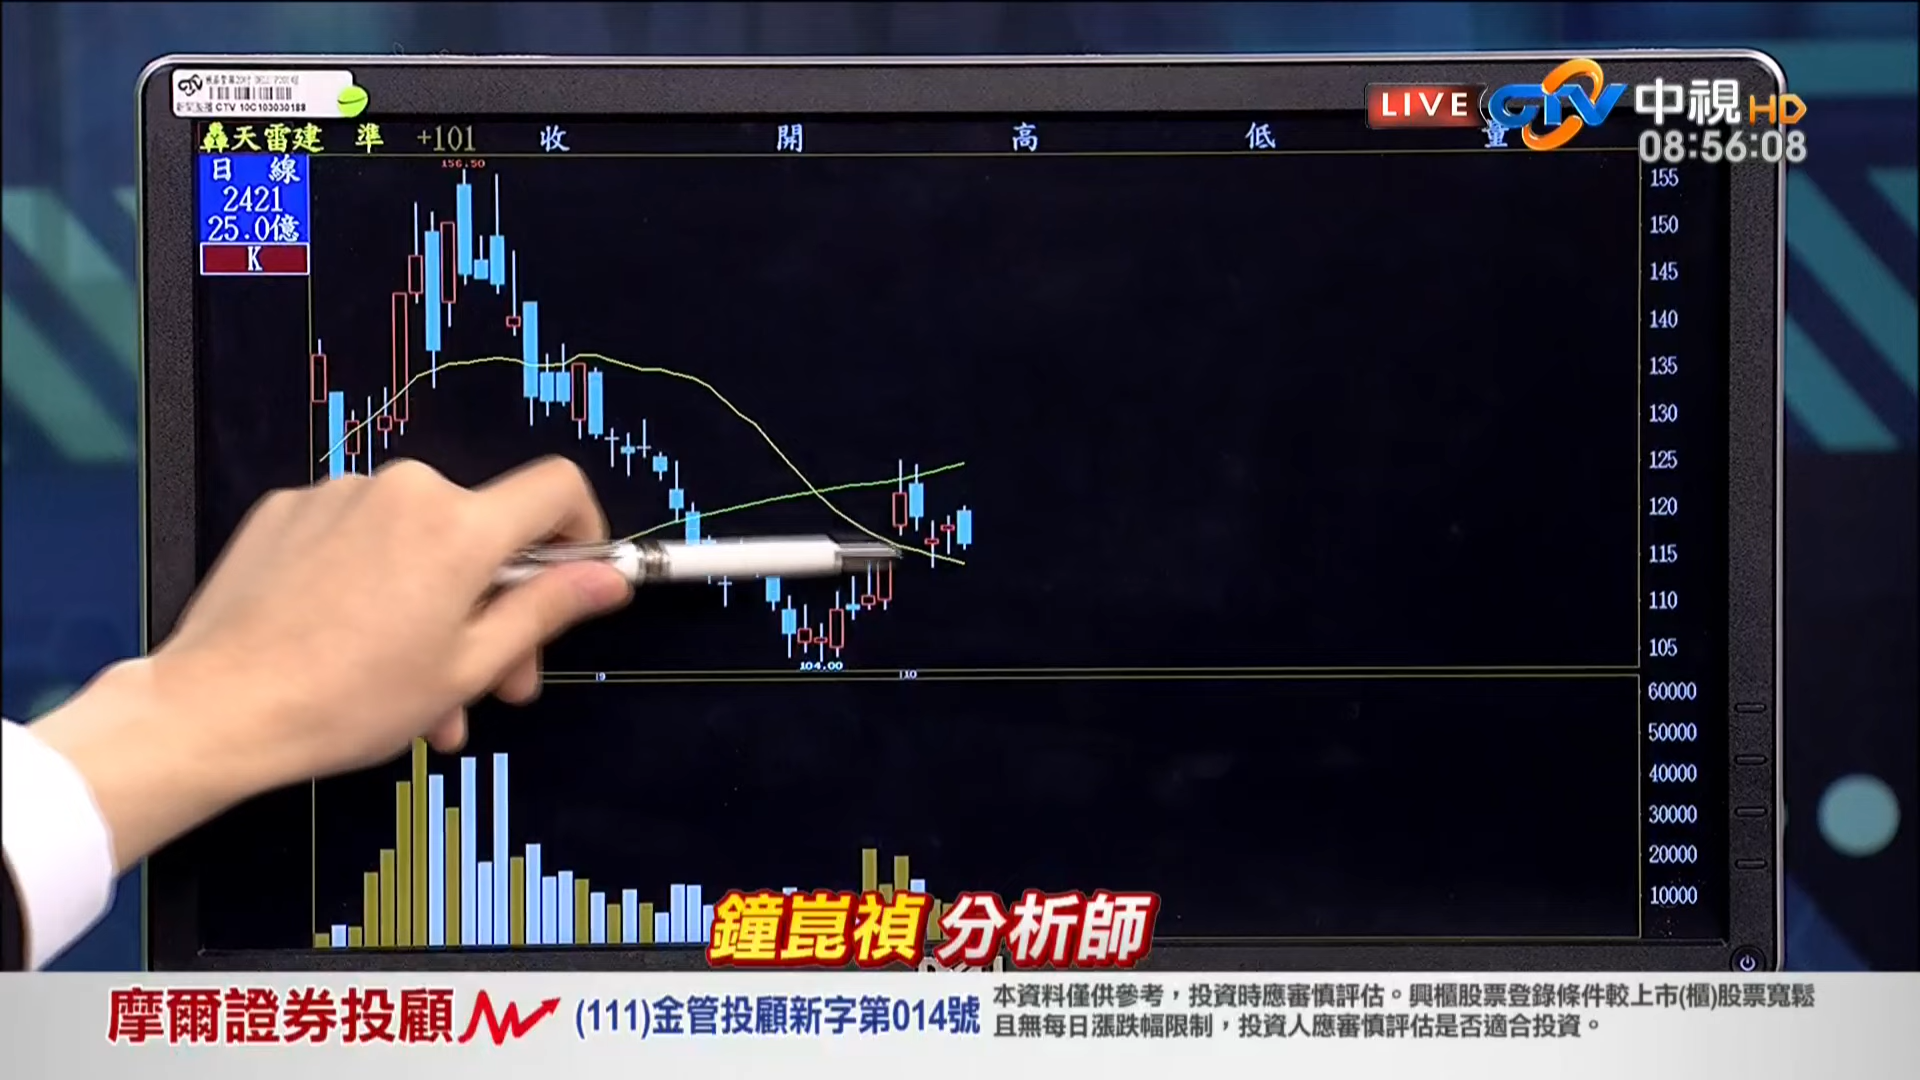 CTV 10C103030188
LIVE CTV 中視HD
08:56:08
轟天雷建 準 +101 收 開 高 低 量
日 線
2421
25.0億
K
156.50
155
150
145
140
135
130
125
120
115
110
105
104.00
9
10
60000
50000
40000
30000
20000
10000
鐘崑禎 分析師
摩爾證券投顧
(111)金管投顧新字第014號
本資料僅供參考，投資時應審慎評估。興櫃股票登錄條件較上市(櫃)股票寬鬆
且無每日漲跌幅限制，投資人應審慎評估是否適合投資。